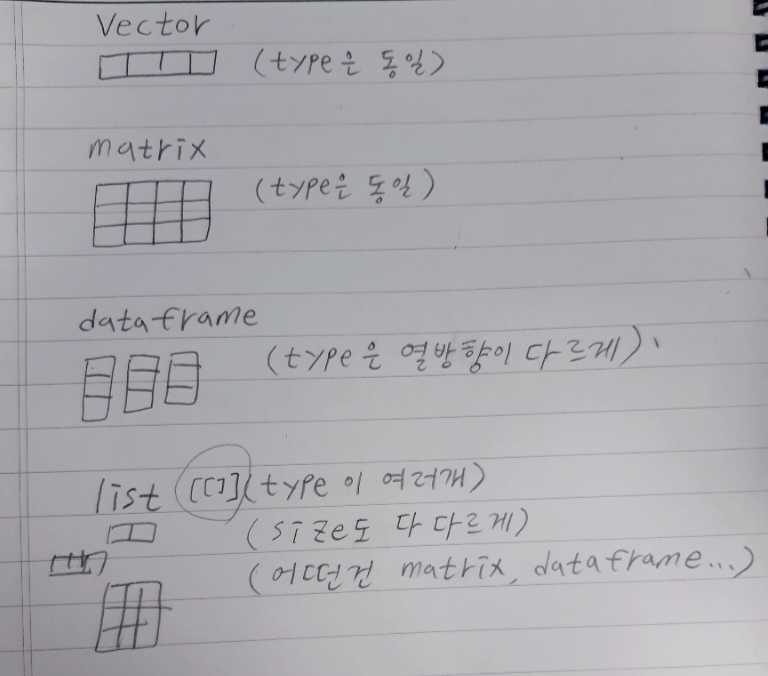 Vector
(type은 동일)
matrix
(type은 동일)
dataframe
(type은 열방향이 다르게)
list [[]] (type이 여러개)
(size도 다 다르게)
(어떤건 matrix, dataframe...)